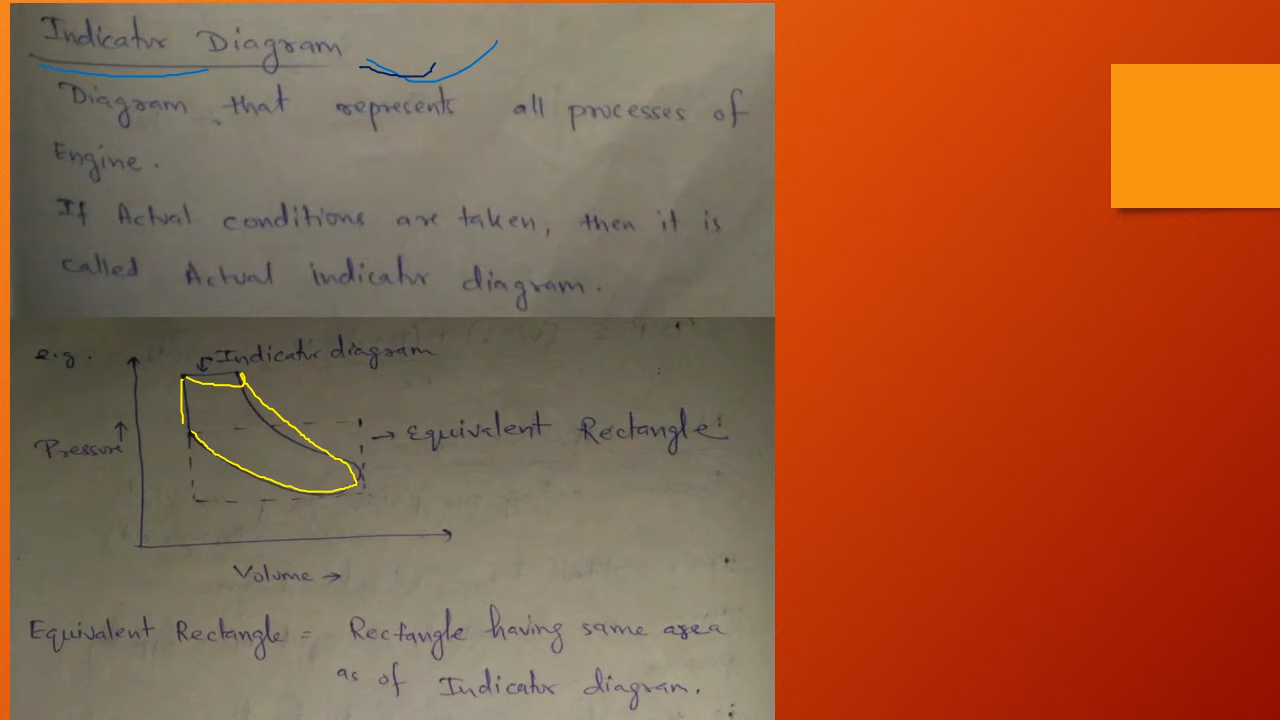 Indicator Diagram
Diagram that represents all processes of
Engine.
If Actual conditions are taken, then it is
called Actual indicator diagram.
e.g.
Indicator diagram
Pressure
→ Equivalent Rectangle
Volume →
Equivalent Rectangle = Rectangle having same area
as of Indicator diagram.